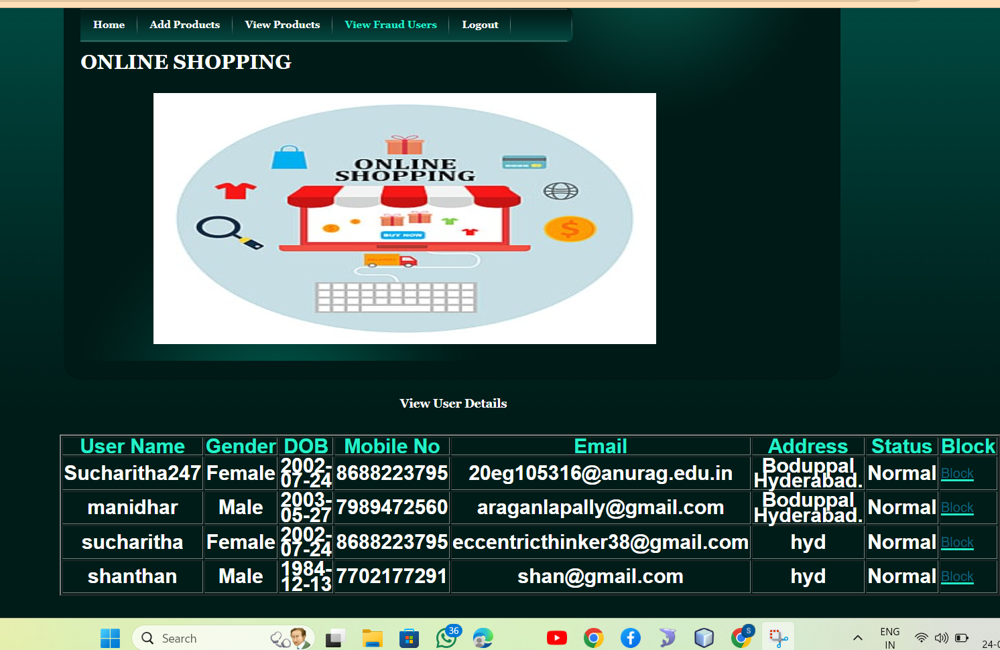 Home Add Products View Products View Fraud Users Logout
ONLINE SHOPPING
ONLINE
SHOPPING
BUY NOW
DELIVERY
View User Details
User Name Gender DOB Mobile No Email Address Status Block
Sucharitha247 Female 2002-07-24 8688223795 20eg105316@anurag.edu.in Boduppal Hyderabad. Normal Block
manidhar Male 2003-05-27 7989472560 araganlapally@gmail.com Boduppal Hyderabad. Normal Block
sucharitha Female 2002-07-24 8688223795 eccentricthinker38@gmail.com hyd Normal Block
shanthan Male 1984-12-13 7702177291 shan@gmail.com hyd Normal Block
Search 36 S ENG
IN
24-